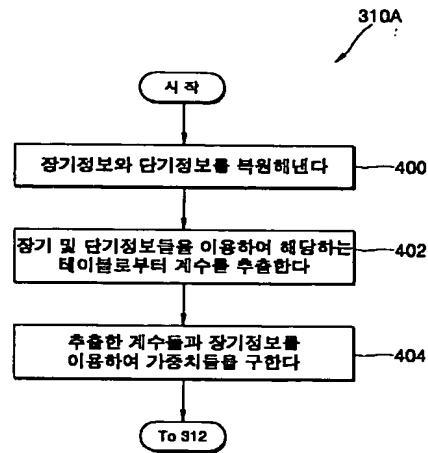 310A
시 작
장기정보와 단기정보를 복원해낸다
400
장기 및 단기정보들을 이용하여 해당하는
테이블로부터 계수를 추출한다
402
추출한 계수들과 장기정보를
이용하여 가중치들을 구한다
404
To 312